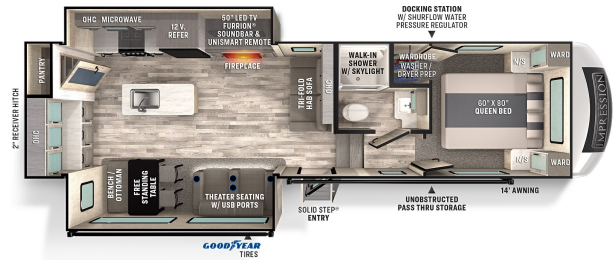 DOCKING STATION
W/ SHURFLOW WATER
PRESSURE REGULATOR
OHC
MICROWAVE
12 V.
REFER
50" LED TV
FURRION®
SOUNDBAR &
UNISMART REMOTE
FIREPLACE
PANTRY
OHC
2" RECEIVER HITCH
TRI-FOLD
HAB SOFA
OHC
WALK-IN
SHOWER
W/ SKYLIGHT
WARDROBE
WASHER /
DRYER PREP
N/S
WARD
60" X 80"
QUEEN BED
IMPRESSION
N/S
WARD
BENCH /
OTTOMAN
FREE
STANDING
TABLE
THEATER SEATING
W/ USB PORTS
SOLID STEP®
ENTRY
UNOBSTRUCTED
PASS THRU STORAGE
14' AWNING
GOODYEAR
TIRES